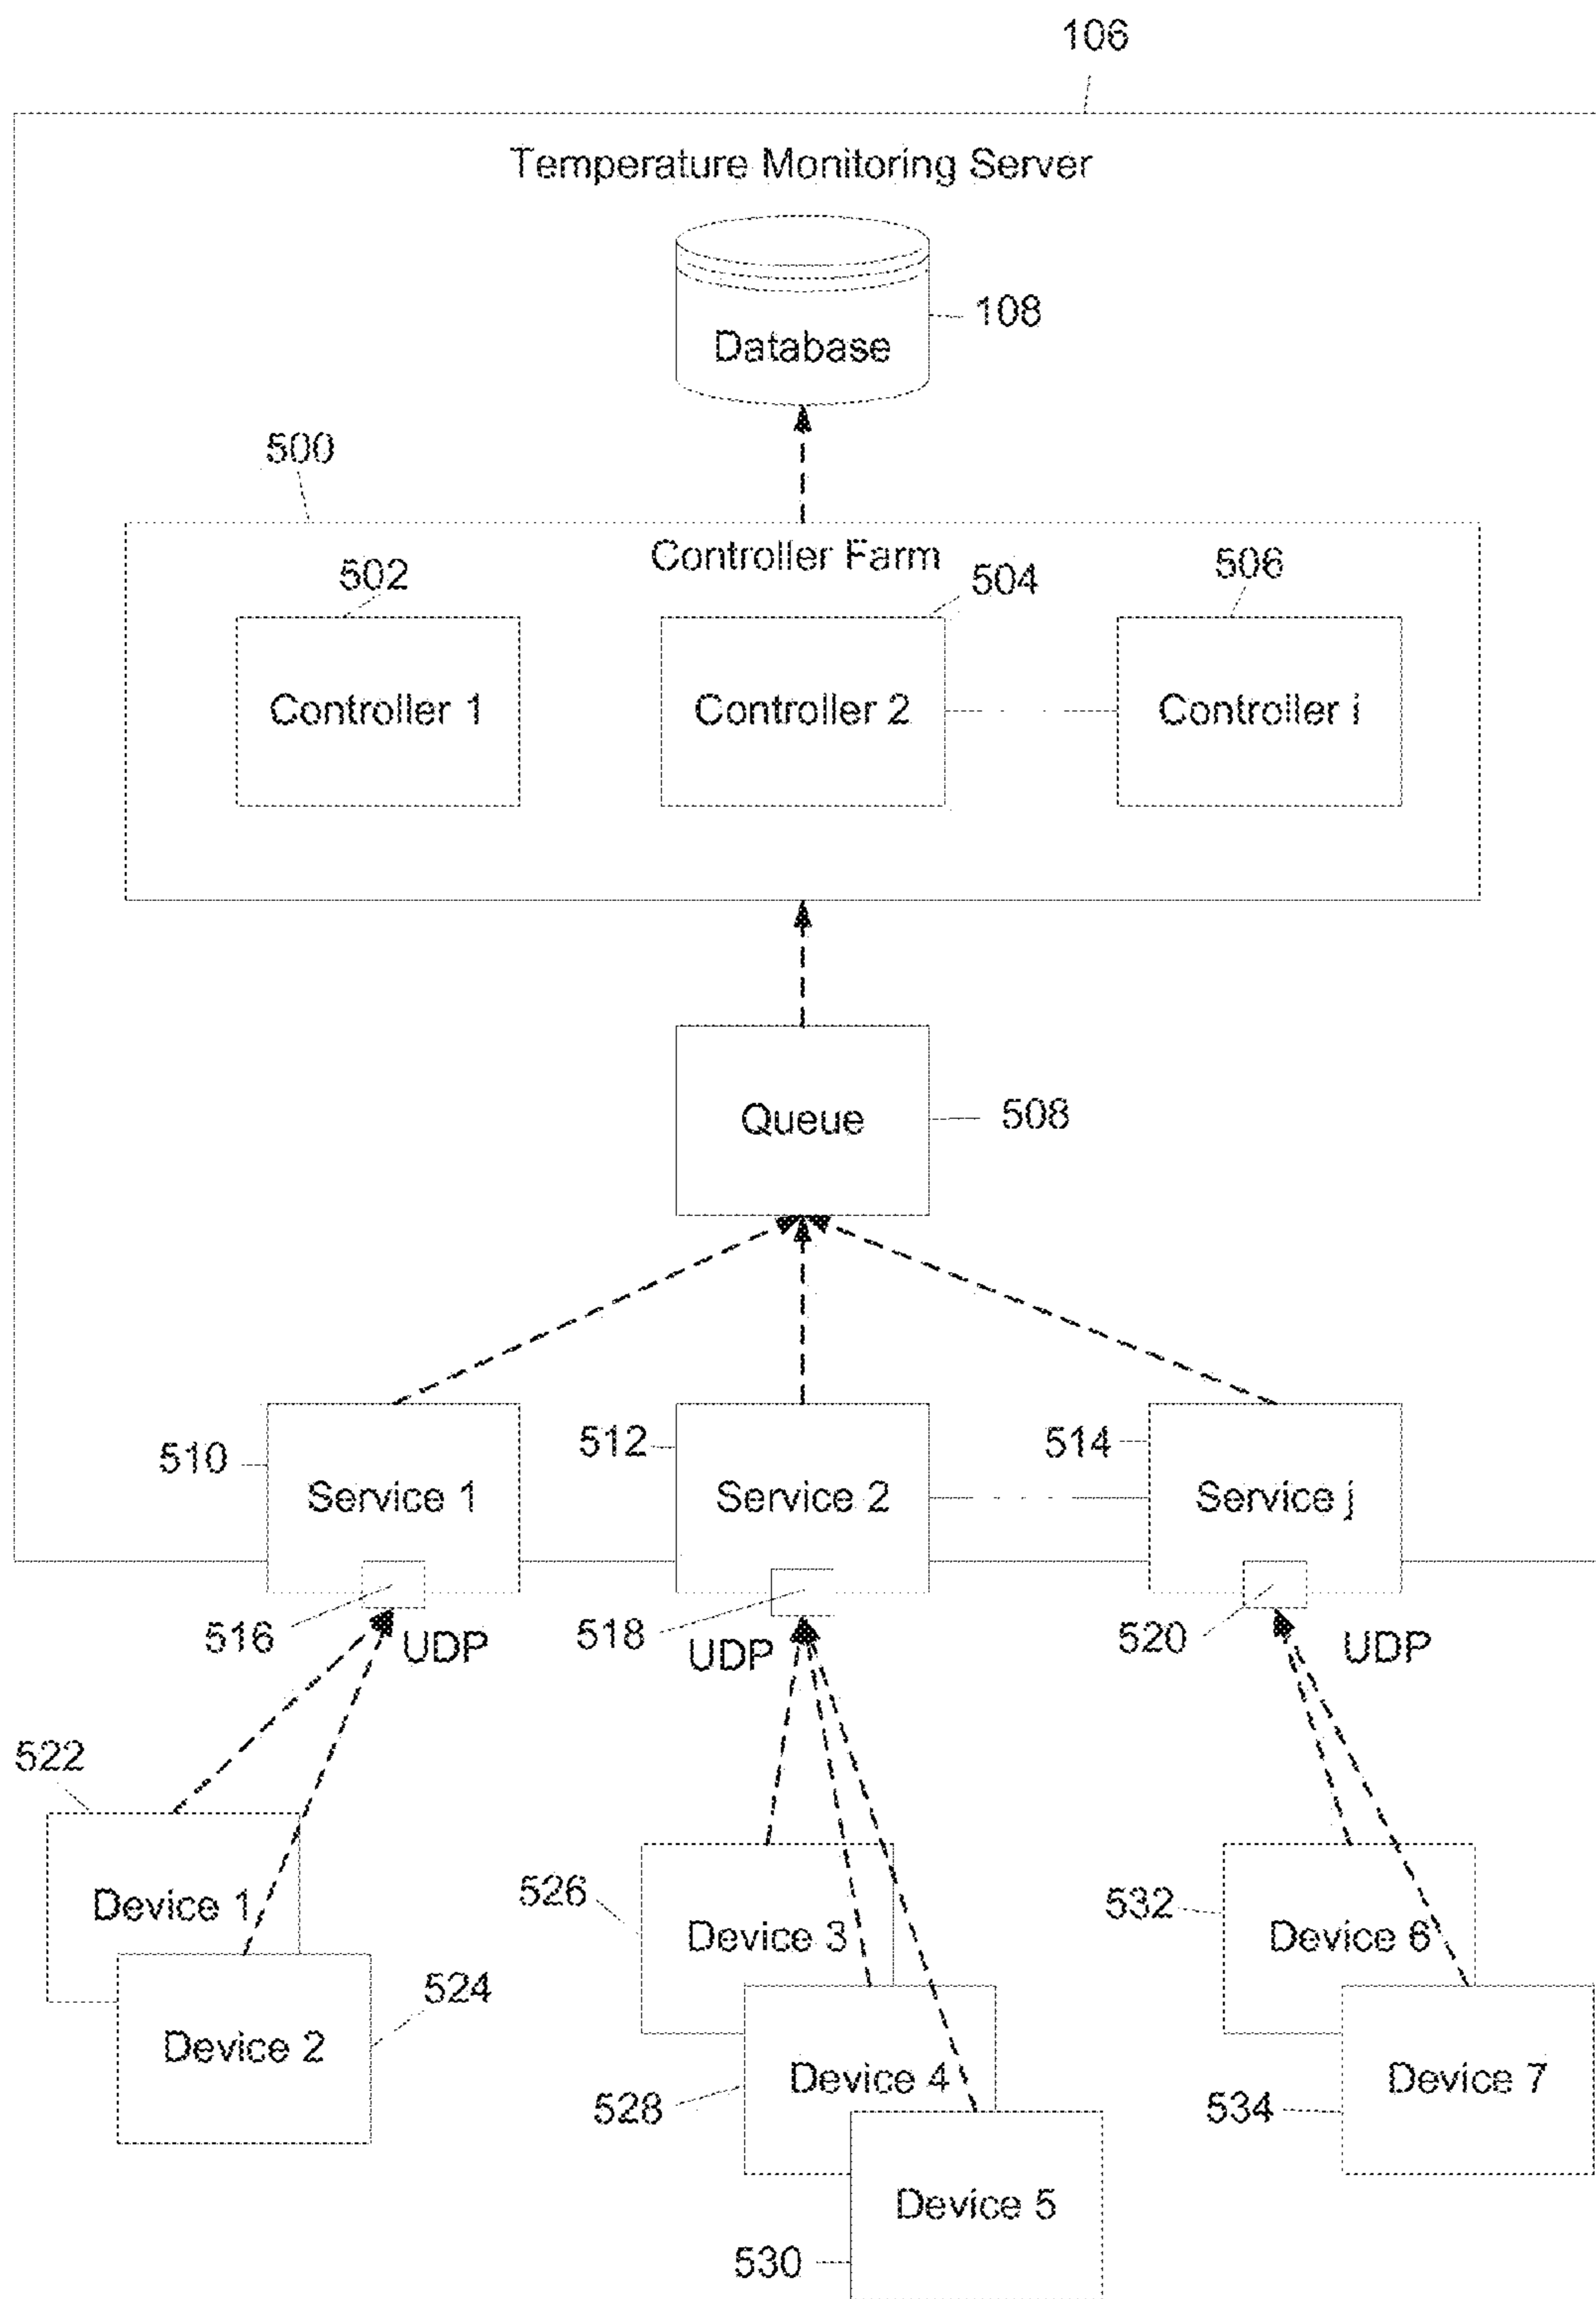 106
Temperature Monitoring Server
108
Database
500
Controller Farm
502
504
506
Controller 1
Controller 2
Controller i
Queue
508
510
512
514
Service 1
Service 2
Service j
516
UDP
518
UDP
520
UDP
522
Device 1
524
Device 2
526
Device 3
528
Device 4
530
Device 5
532
Device 6
534
Device 7